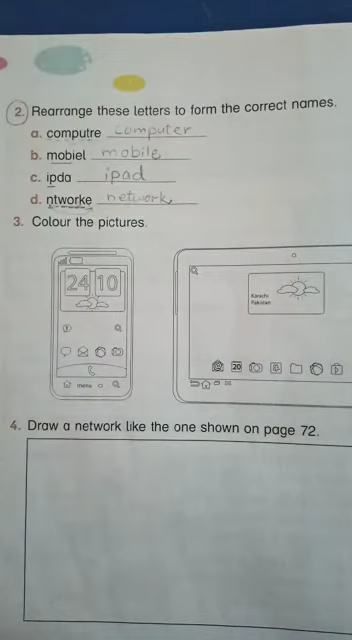 2. Rearrange these letters to form the correct names.
a. computre computer
b. mobiel mobile
c. ipda ipad
d. ntworke network
3. Colour the pictures.
24 10
menu
Karachi
Pakistan
20
4. Draw a network like the one shown on page 72.